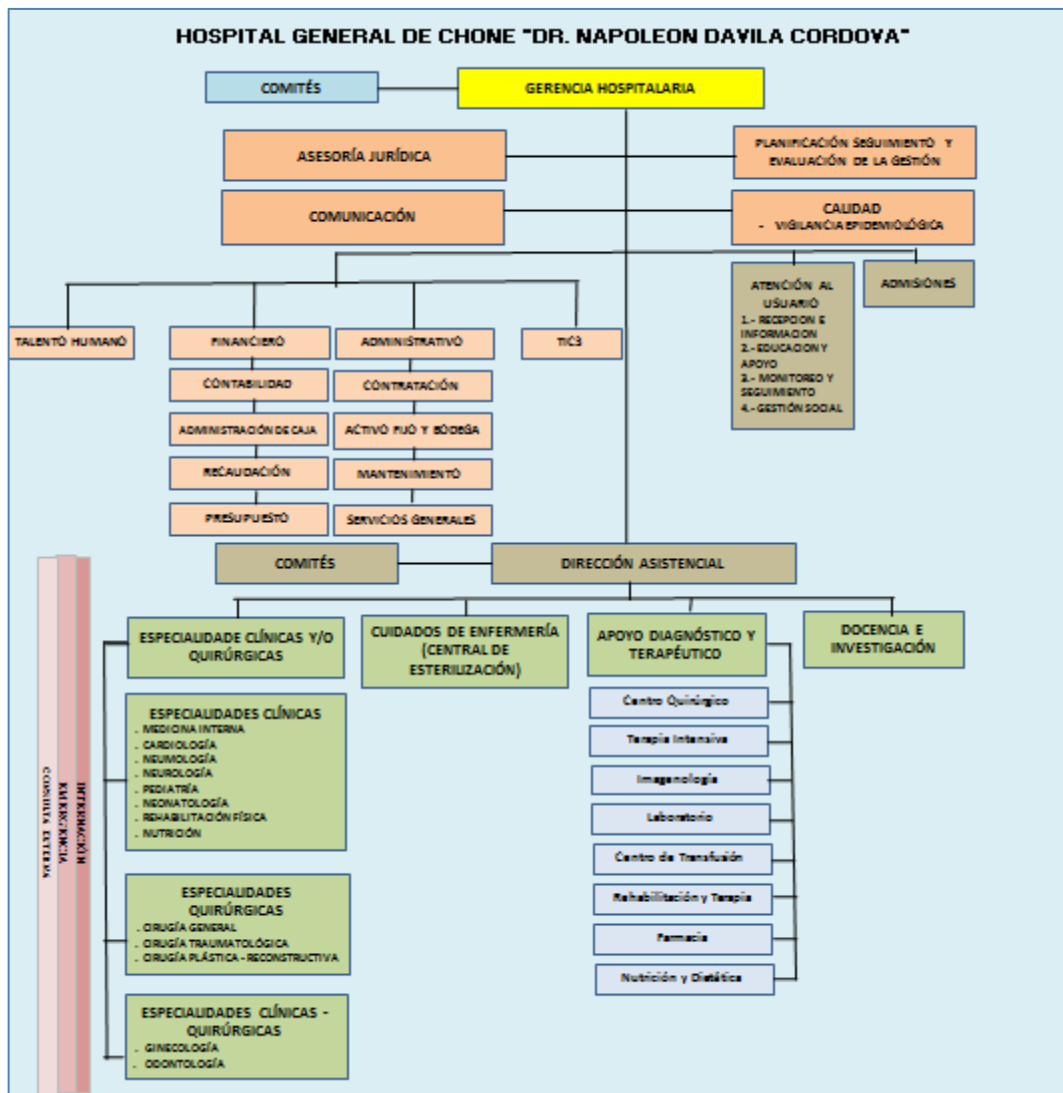 HOSPITAL GENERAL DE CHONE "DR. NAPOLEON DAVILA CORDOVA"
COMITÉS
GERENCIA HOSPITALARIA
ASESORÍA JURÍDICA
PLANIFICACIÓN SEGUIMIENTO Y
EVALUACIÓN DE LA GESTIÓN
COMUNICACIÓN
CALIDAD
- VIGILANCIA EPIDEMIOLÓGICA
ATENCIÓN AL
USUARIO
1.- RECEPCION E
INFORMACION
2.- EDUCACION Y
APOYO
3.- MONITOREO Y
SEGUIMIENTO
4.- GESTIÓN SOCIAL
ADMISIONES
TALENTO HUMANO
FINANCIERO
ADMINISTRATIVO
TICS
CONTABILIDAD
CONTRATACIÓN
ADMINISTRACIÓN DE CAJA
ACTIVO FIJO Y BODEGA
RECAUDACIÓN
MANTENIMIENTO
PRESUPUESTO
SERVICIOS GENERALES
COMITÉS
DIRECCIÓN ASISTENCIAL
ESPECIALIDADE CLÍNICAS Y/O
QUIRÚRGICAS
CUIDADOS DE ENFERMERÍA
(CENTRAL DE
ESTERILIZACIÓN)
APOYO DIAGNÓSTICO Y
TERAPÉUTICO
DOCENCIA E
INVESTIGACIÓN
ESPECIALIDADES CLÍNICAS
. MEDICINA INTERNA
. CARDIOLOGÍA
. NEUMOLOGÍA
. NEUROLOGÍA
. PEDIATRÍA
. NEONATOLOGÍA
. REHABILITACIÓN FÍSICA
. NUTRICIÓN
ESPECIALIDADES
QUIRÚRGICAS
. CIRUGÍA GENERAL
. CIRUGÍA TRAUMATOLÓGICA
. CIRUGÍA PLÁSTICA - RECONSTRUCTIVA
ESPECIALIDADES CLÍNICAS -
QUIRÚRGICAS
. GINECOLOGÍA
. ODONTOLOGÍA
Centro Quirúrgico
Terapia Intensiva
Imagenología
Laboratorio
Centro de Transfusión
Rehabilitación y Terapia
Farmacia
Nutrición y Dietética
CONSULTA EXTERNA
EMERGENCIA
INTERNACIÓN